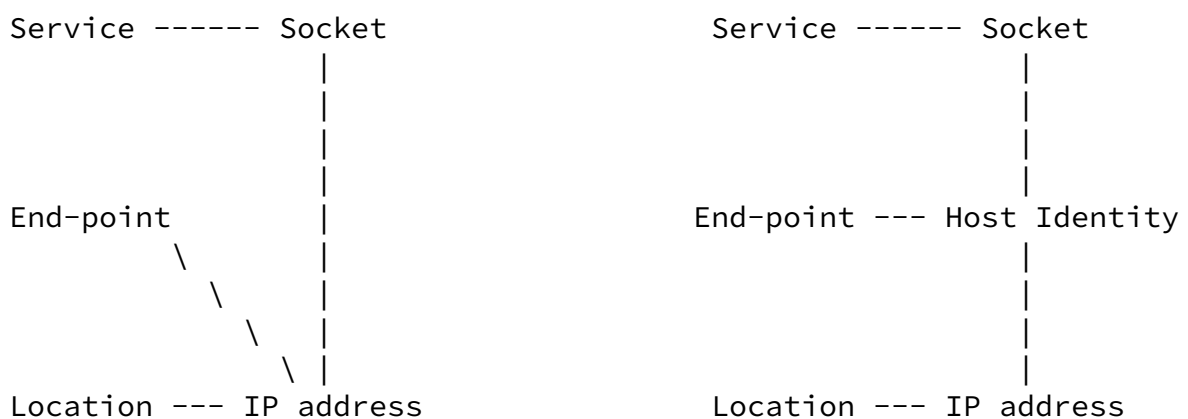 Service ------ Socket Service ------ Socket
End-point End-point --- Host Identity
Location --- IP address Location --- IP address